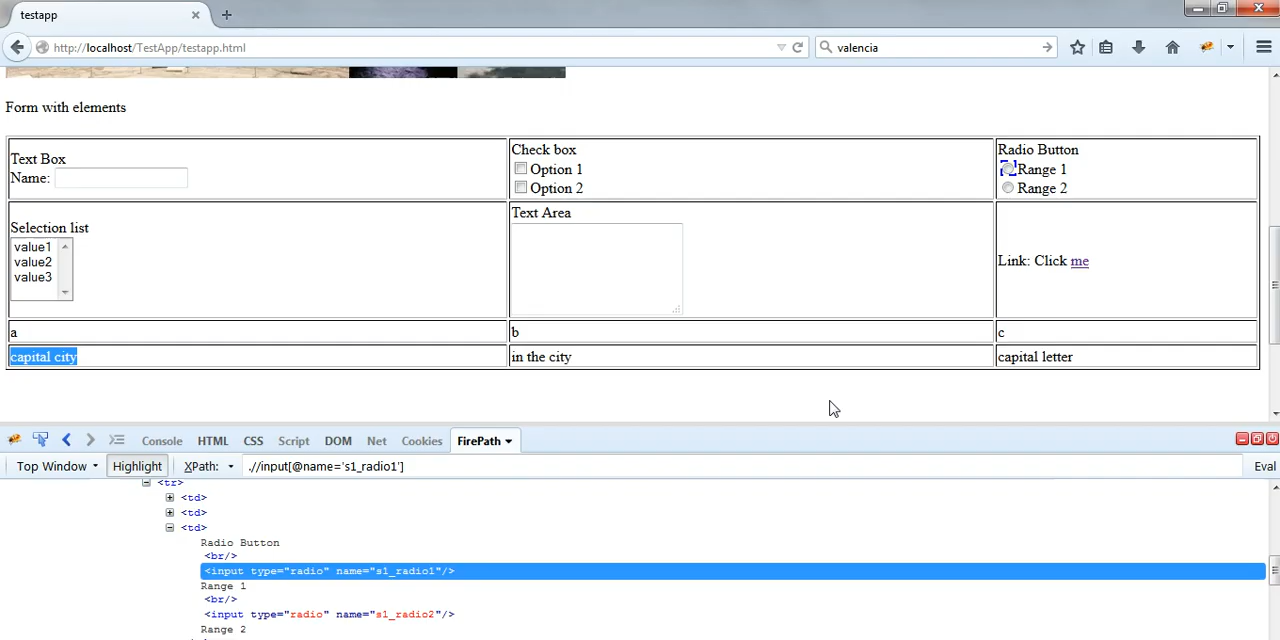 testapp
http://localhost/TestApp/testapp.html
valencia
Form with elements
Text Box
Name:
Check box
Option 1
Option 2
Radio Button
Range 1
Range 2
Selection list
value1
value2
value3
Text Area
Link: Click me
a
b
c
capital city
in the city
capital letter
Console HTML CSS Script DOM Net Cookies FirePath
Top Window Highlight XPath: .//input[@name='s1_radio1'] Eval
<tr>
<td>
<td>
<td>
Radio Button
<br/>
<input type="radio" name="s1_radio1"/>
Range 1
<br/>
<input type="radio" name="s1_radio2"/>
Range 2